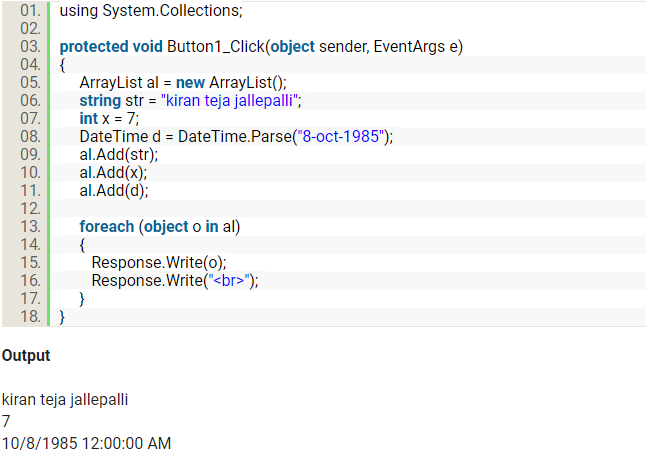 01. using System.Collections;
02.
03. protected void Button1_Click(object sender, EventArgs e)
04. {
05. ArrayList al = new ArrayList();
06. string str = "kiran teja jallepalli";
07. int x = 7;
08. DateTime d = DateTime.Parse("8-oct-1985");
09. al.Add(str);
10. al.Add(x);
11. al.Add(d);
12.
13. foreach (object o in al)
14. {
15. Response.Write(o);
16. Response.Write("<br>");
17. }
18. }
Output
kiran teja jallepalli
7
10/8/1985 12:00:00 AM